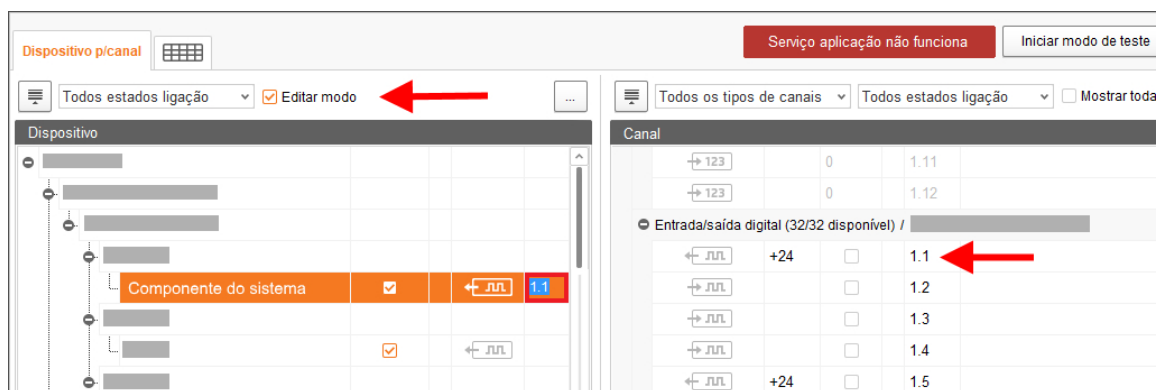 Dispositivo p/canal
Serviço aplicação não funciona
Iniciar modo de teste
Todos estados ligação
Editar modo
...
Todos os tipos de canais
Todos estados ligação
Mostrar toda
Dispositivo
Canal
123 0 1.11
123 0 1.12
Entrada/saída digital (32/32 disponível) /
+24 1.1
Componente do sistema 1.1
1.2
1.3
1.4
+24 1.5